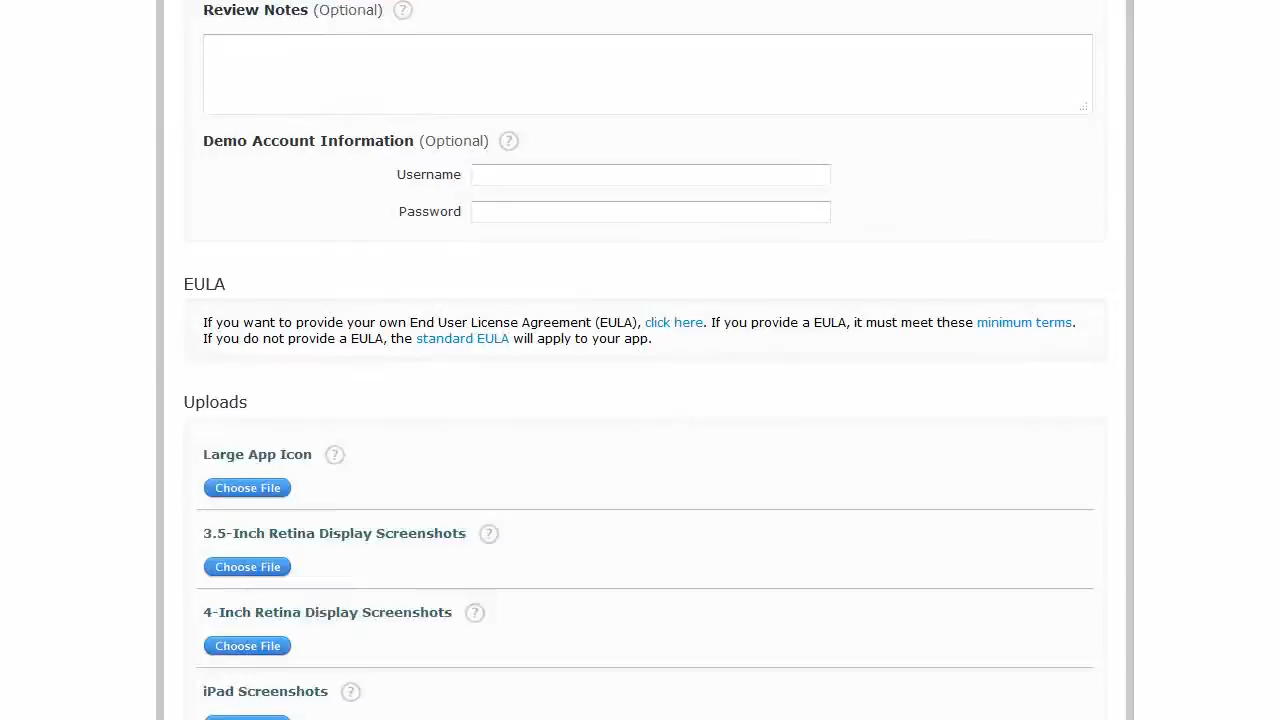 Review Notes (Optional) ?
Demo Account Information (Optional) ?
Username
Password
EULA
If you want to provide your own End User License Agreement (EULA), click here. If you provide a EULA, it must meet these minimum terms.
If you do not provide a EULA, the standard EULA will apply to your app.
Uploads
Large App Icon ?
Choose File
3.5-Inch Retina Display Screenshots ?
Choose File
4-Inch Retina Display Screenshots ?
Choose File
iPad Screenshots ?